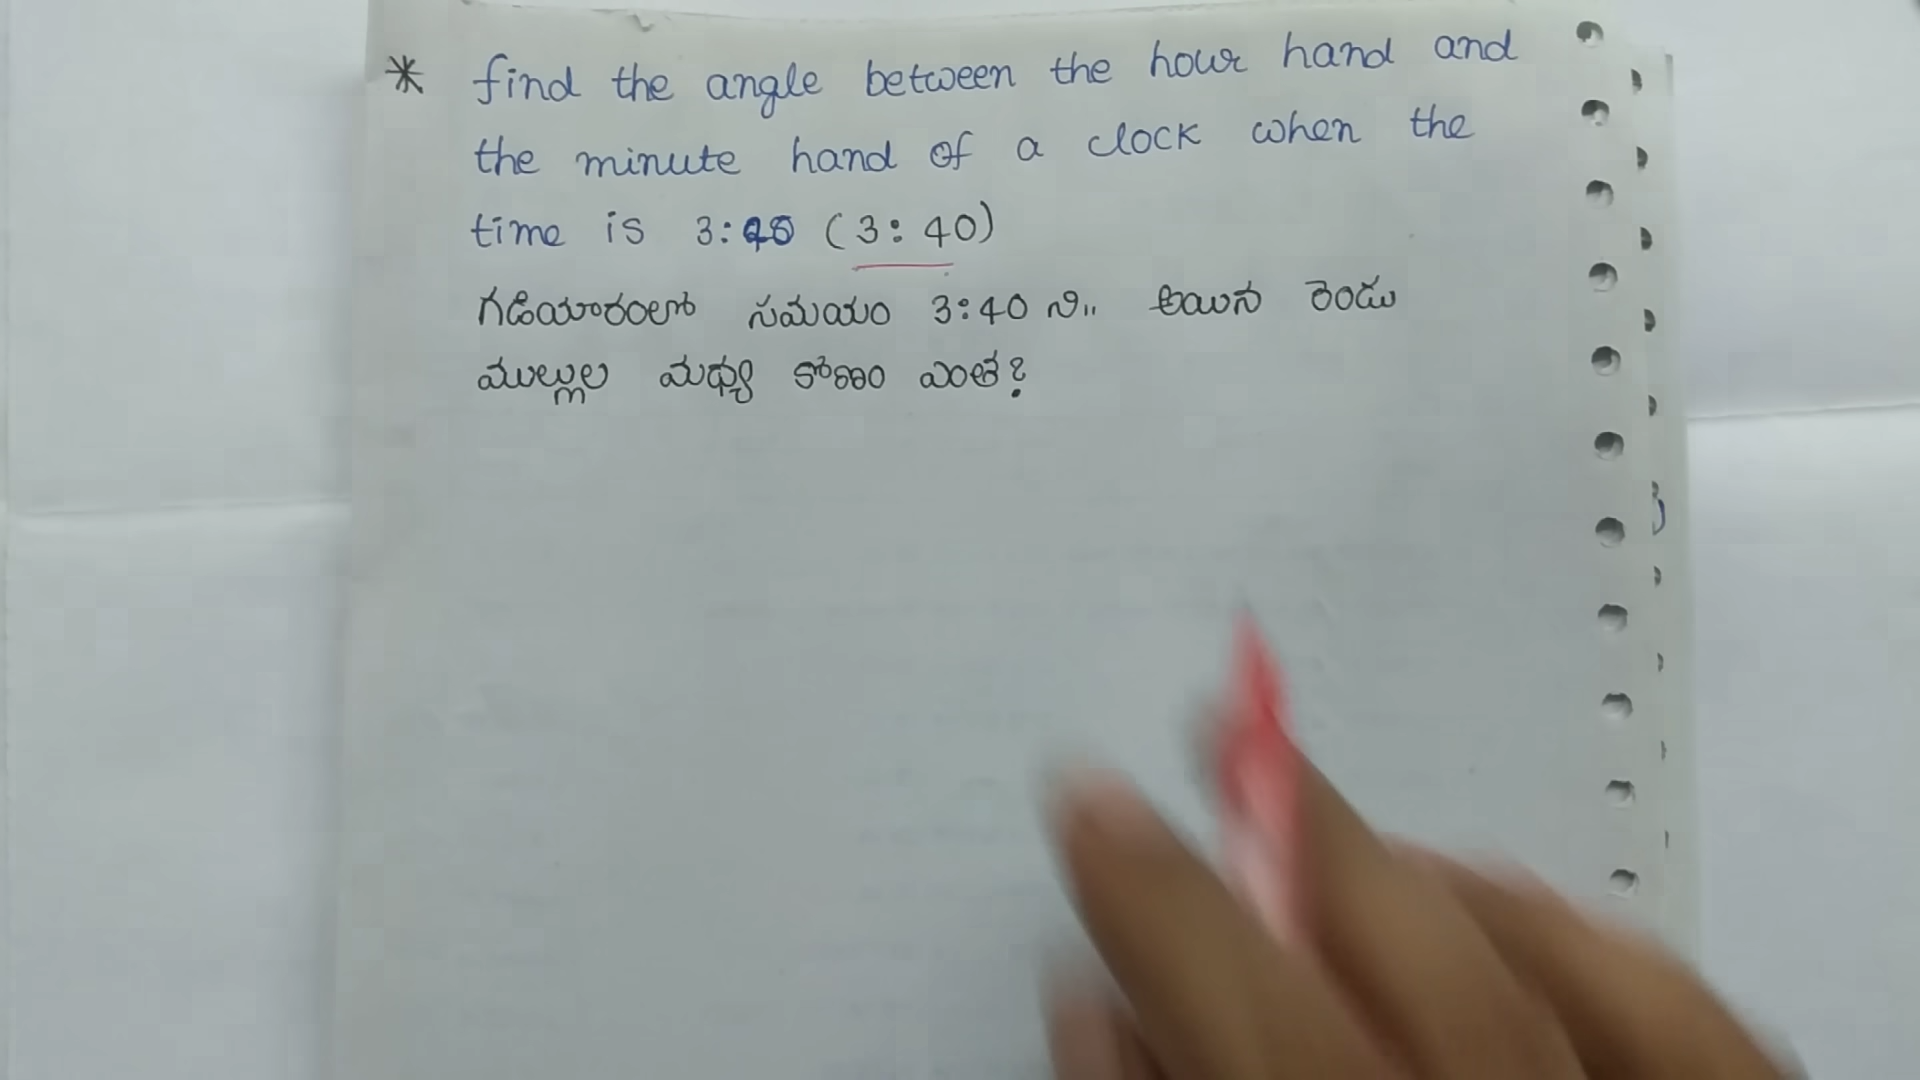 * find the angle between the hour hand and
the minute hand of a clock when the
time is 3:40 (3:40)
గడియారంలో సమయం 3:40 ని,, అయిన రెండు
ముల్లుల మధ్య కోణం ఎంత?